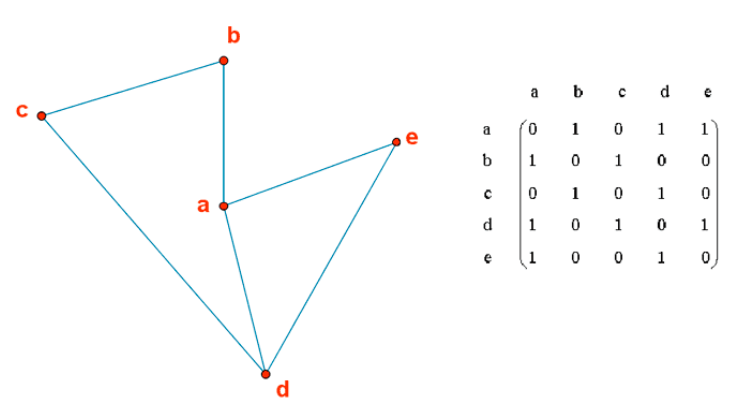 b
c
e
a
d
a b c d e
a 0 1 0 1 1
b 1 0 1 0 0
c 0 1 0 1 0
d 1 0 1 0 1
e 1 0 0 1 0